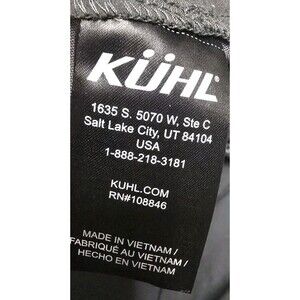 KÜHL
1635 S. 5070 W, Ste C
Salt Lake City, UT 84104
USA
1-888-218-3181
KUHL.COM
RN#108846
MADE IN VIETNAM/
FABRIQUÉ AU VIETNAM/
HECHO EN VIETNAM